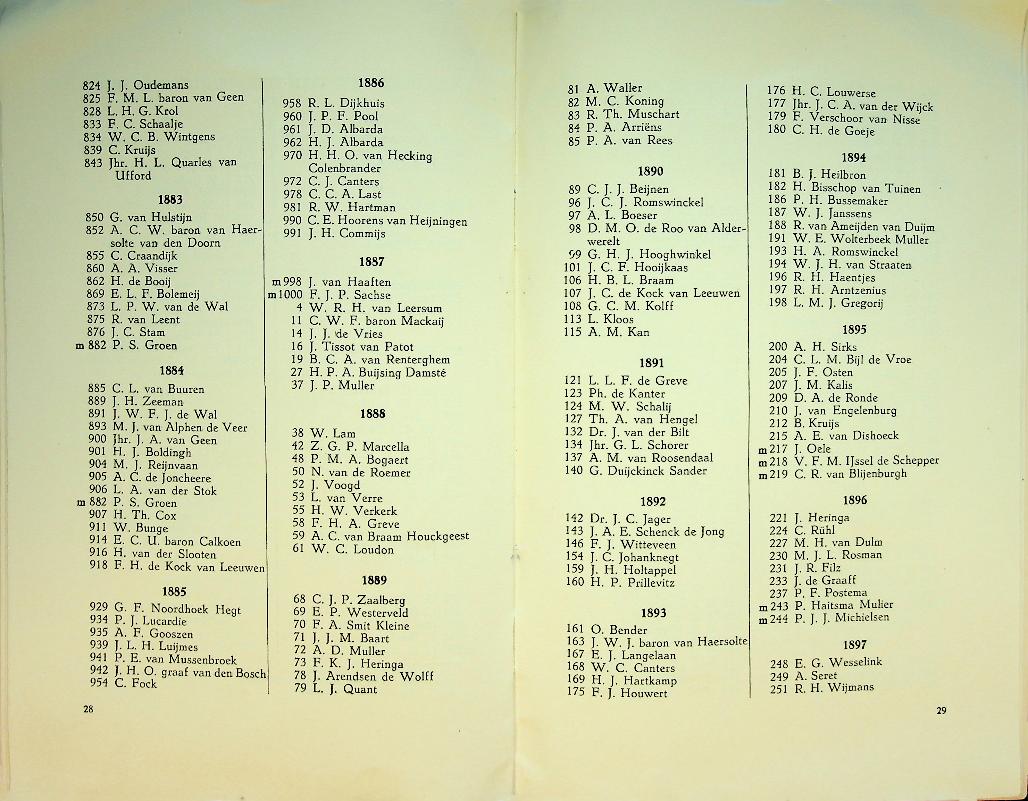 824 J. J. Oudemans
825 F. M. L. baron van Geen
828 L. H. G. Krol
833 F. C. Schaalje
834 W. C. B. Wintgens
839 C. Kruijs
843 Jhr. H. L. Quarles van
Ufford
1883
850 G. van Hulstijn
852 A. C. W. baron van Haer-
solte van den Doorn
855 C. Craandijk
860 A. A. Visser
862 H. de Booij
869 E. L. F. Bolemeij
873 L. P. W. van de Wal
875 R. van Leent
876 J. C. Stam
m 882 P. S. Groen
1884
885 C. L. van Buuren
889 J. H. Zeeman
891 J. W. F. J. de Wal
893 M. J. van Alphen de Veer
900 Jhr. J. A. van Geen
901 H. J. Boldingh
904 M. J. Reijnvaan
905 A. C. de Joncheere
906 L. A. van der Stok
m 882 P. S. Groen
907 H. Th. Cox
911 W. Bunge
914 E. C. U. baron Calkoen
916 H. van der Slooten
918 F. H. de Kock van Leeuwen
1885
929 G. F. Noordhoek Hegt
934 P. J. Lucardie
935 A. F. Gooszen
939 J. L. H. Luijmes
941 P. E. van Mussenbroek
942 J. H. O. graaf van den Bosch
954 C. Fock
28
1886
958 R. L. Dijkhuis
960 J. P. F. Pool
961 J. D. Albarda
962 H. J. Albarda
970 H. H. O. van Hecking
Colenbrander
972 C. J. Canters
978 C. C. A. Last
981 R. W. Hartman
990 C. E. Hoorens van Heijningen
991 J. H. Commijs
1887
m 998 J. van Haaften
m 1000 F. J. P. Sachse
4 W. R. H. van Leersum
11 C. W. F. baron Mackaij
14 J. J. de Vries
16 J. Tissot van Patot
19 B. C. A. van Renterghem
27 H. P. A. Buijsing Damsté
37 J. P. Muller
1888
38 W. Lam
42 Z. G. P. Marcella
48 P. M. A. Bogaert
50 N. van de Roemer
52 J. Voogd
53 L. van Verre
55 H. W. Verkerk
58 F. H. A. Greve
59 A. C. van Braam Houckgeest
61 W. C. Loudon
1889
68 C. J. P. Zaalberg
69 E. P. Westerveld
70 F. A. Smit Kleine
71 J. J. M. Baart
72 A. D. Muller
73 F. K. J. Heringa
78 J. Arendsen de Wolff
79 L. J. Quant
81 A. Waller
82 M. C. Koning
83 R. Th. Muschart
84 P. A. Arriëns
85 P. A. van Rees
1890
89 C. J. J. Beijnen
96 J. C. J. Romswinckel
97 A. L. Boeser
98 D. M. O. de Roo van Alder-
werelt
99 G. H. J. Hooghwinkel
101 J. C. F. Hooijkaas
106 H. B. L. Braam
107 J. C. de Kock van Leeuwen
108 G. C. M. Kolff
113 L. Kloos
115 A. M. Kan
1891
121 L. L. F. de Greve
123 Ph. de Kanter
124 M. W. Schalij
127 Th. A. van Hengel
132 Dr. J. van der Bilt
134 Jhr. G. L. Schorer
137 A. M. van Roosendaal
140 G. Duijckinck Sander
1892
142 Dr. J. C. Jager
143 J. A. E. Schenck de Jong
146 F. J. Witteveen
154 J. C. Johanknegt
159 J. H. Holtappel
160 H. P. Prillevitz
1893
161 O. Bender
163 J. W. J. baron van Haersolte
167 E. J. Langelaan
168 W. C. Canters
169 H. J. Hartkamp
175 F. J. Houwert
176 H. C. Louwerse
177 Jhr. J. C. A. van der Wijck
179 F. Verschoor van Nisse
180 C. H. de Goeje
1894
181 B. J. Heilbron
182 H. Bisschop van Tuinen
186 P. H. Bussemaker
187 W. J. Janssens
188 R. van Ameijden van Duijm
191 W. E. Wolterbeek Muller
193 H. A. Romswinckel
194 W. J. H. van Straaten
196 R. H. Haentjes
197 R. H. Arntzenius
198 L. M. J. Gregorij
1895
200 A. H. Sirks
204 C. L. M. Bijl de Vroe
205 J. F. Osten
207 J. M. Kalis
209 D. A. de Ronde
210 J. van Engelenburg
212 B. Kruijs
215 A. E. van Dishoeck
m 217 J. Oele
m 218 V. F. M. IJssel de Schepper
m 219 C. R. van Blijenburgh
1896
221 J. Heringa
224 C. Rühl
227 M. H. van Dulm
230 M. J. L. Rosman
231 J. R. Filz
233 J. de Graaff
237 P. F. Postema
m 243 P. Haitsma Mulier
m 244 P. J. J. Michielsen
1897
248 E. G. Wesselink
249 A. Seret
251 R. H. Wijmans
29